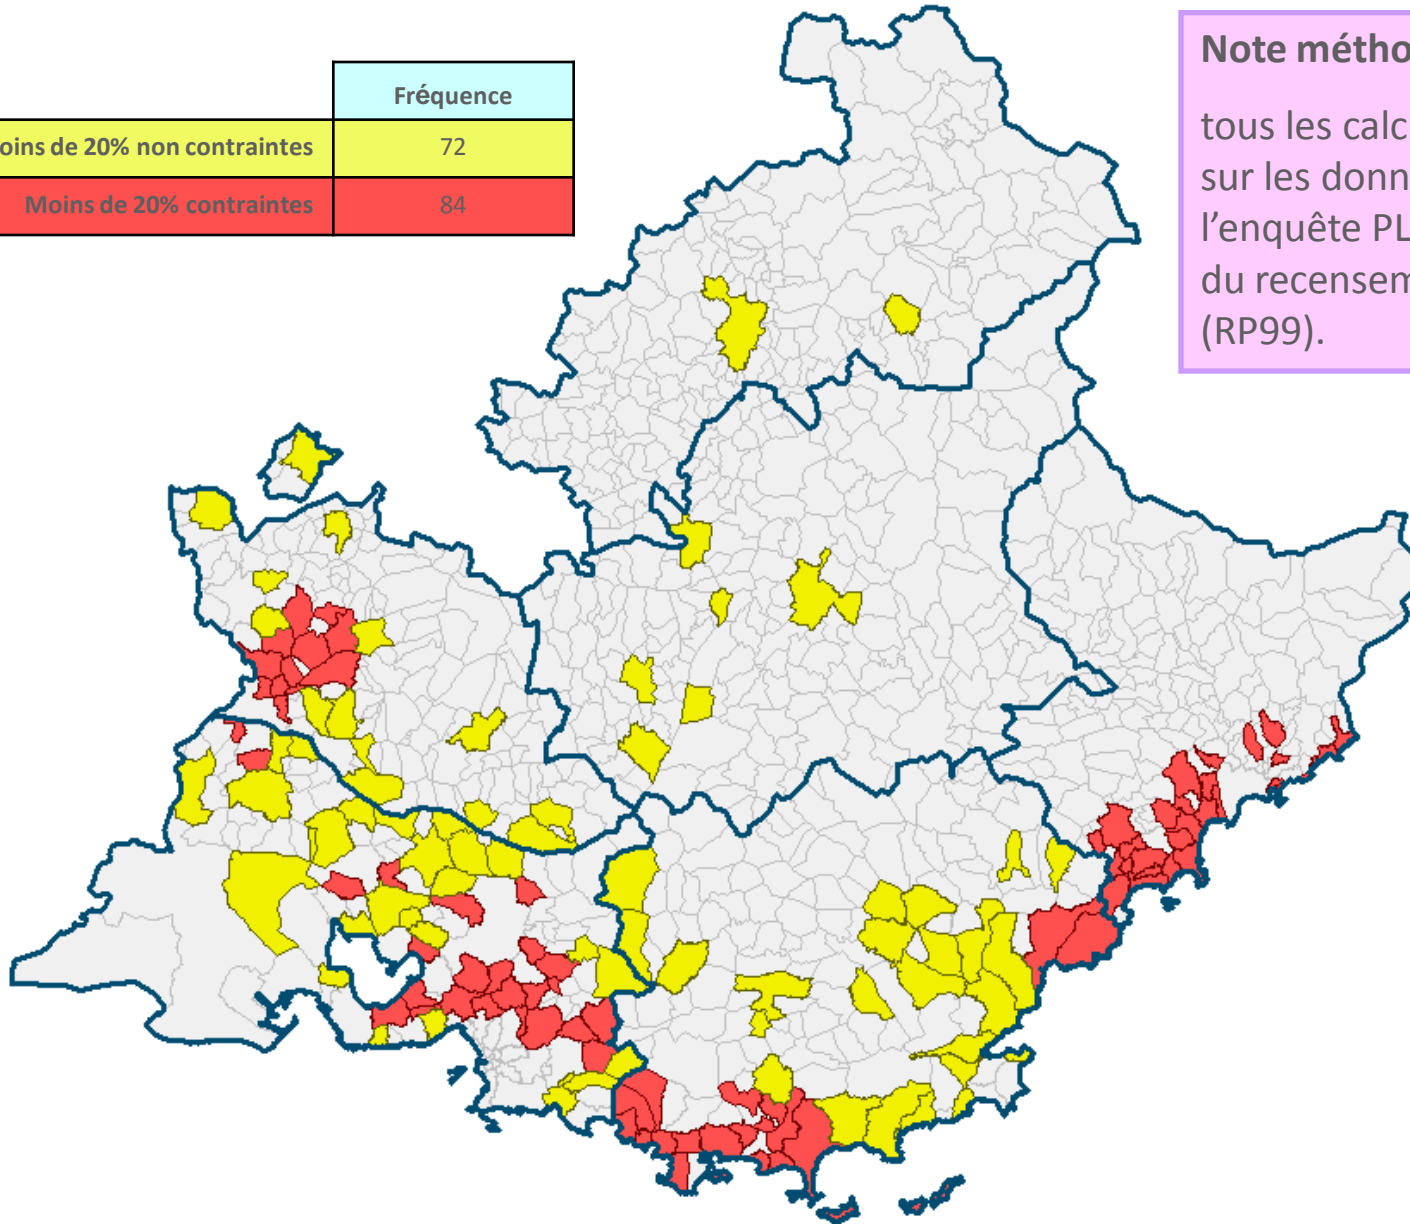 Fréquence
oins de 20% non contraintes 72
Moins de 20% contraintes 84
Note métho
tous les calc
sur les donn
l'enquête PL
du recensem
(RP99).